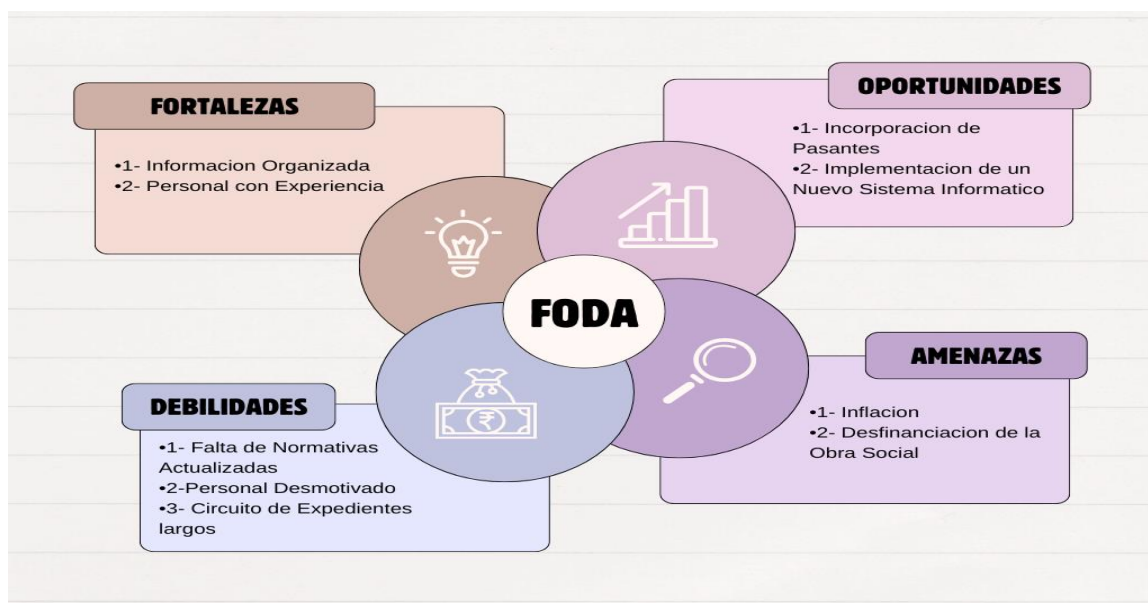 FORTALEZAS
•1- Informacion Organizada
•2- Personal con Experiencia
OPORTUNIDADES
•1- Incorporacion de
Pasantes
•2- Implementacion de un
Nuevo Sistema Informatico
FODA
DEBILIDADES
•1- Falta de Normativas
Actualizadas
•2-Personal Desmotivado
•3- Circuito de Expedientes
largos
₹
AMENAZAS
•1- Inflacion
•2- Desfinanciacion de la
Obra Social